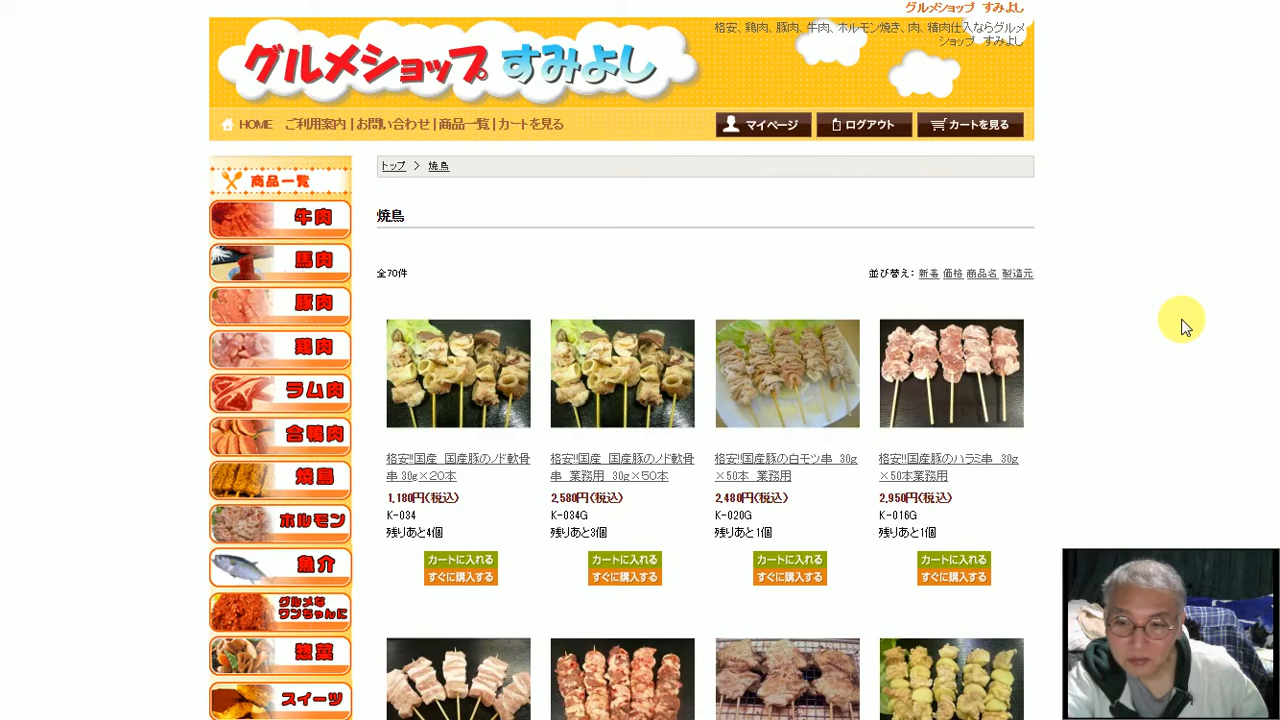 グルメショップ　すみよし
格安、鶏肉、豚肉、牛肉、ホルモン焼き、肉、精肉仕入ならグルメ
ショップ　すみよし
グルメショップ すみよし
HOME ご利用案内 | お問い合わせ | 商品一覧 | カートを見る
マイページ ログアウト カートを見る
商品一覧
牛肉
馬肉
豚肉
鶏肉
ラム肉
合鴨肉
焼鳥
ホルモン
魚介
グルメな
ワンちゃんに
惣菜
スイーツ
トップ > 焼鳥
焼鳥
全70件
並び替え： 新着 価格 商品名 製造元
格安!!国産　国産豚のノド軟骨
串 30g×20本
1,180円(税込)
K-034
残りあと4個
カートに入れる
すぐに購入する
格安!!国産　国産豚のノド軟骨
串　業務用　30g×50本
2,580円(税込)
K-034G
残りあと3個
カートに入れる
すぐに購入する
格安!!国産豚の白モツ串　30g
×50本　業務用
2,480円(税込)
K-020G
残りあと1個
カートに入れる
すぐに購入する
格安!!国産豚のハラミ串　30g
×50本業務用
2,950円(税込)
K-016G
残りあと1個
カートに入れる
すぐに購入する